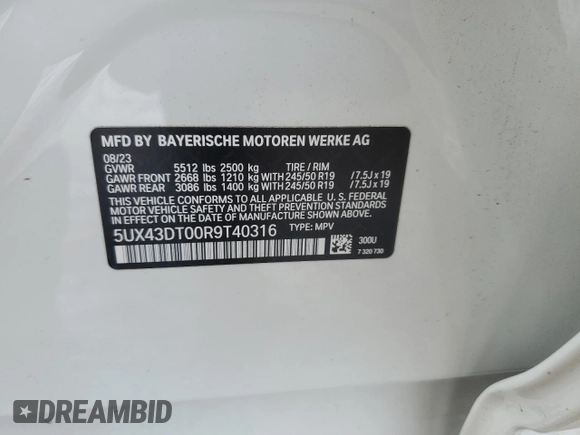 MFD BY BAYERISCHE MOTOREN WERKE AG
08/23
GVWR 5512 lbs 2500 kg TIRE / RIM
GAWR FRONT 2668 lbs 1210 kg WITH 245/50 R19 / 7.5J x 19
GAWR REAR 3086 lbs 1400 kg WITH 245/50 R19 / 7.5J x 19
THIS VEHICLE CONFORMS TO ALL APPLICABLE U. S. FEDERAL
MOTOR VEHICLE SAFETY AND THEFT PREVENTION STANDARDS
IN EFFECT ON THE DATE OF MANUFACTURE SHOWN ABOVE.
5UX43DT00R9T40316 TYPE: MPV
300U
7 320 730
DREAMBID